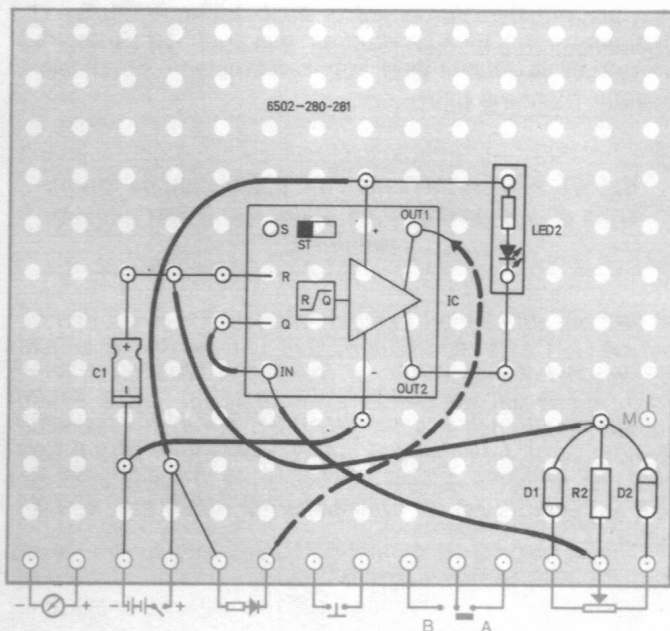 6502-280-281
S
ST
+
OUT1
LED2
R
R Q
IC
Q
+
C1
-
IN
-
OUT2
M
D1
R2
D2
- +
- +
B
A